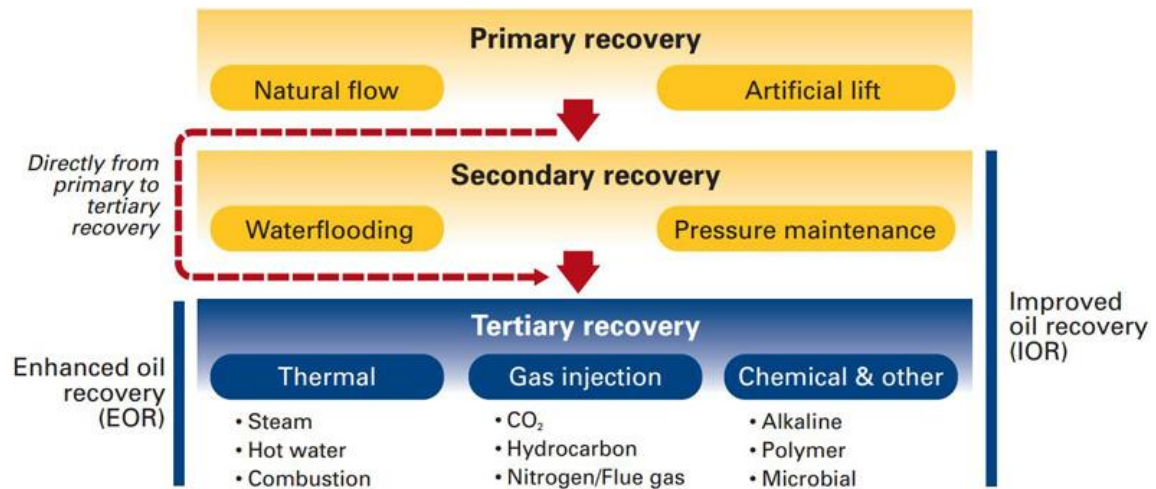 Primary recovery
Natural flow
Artificial lift
Directly from
primary to
tertiary
recovery
Secondary recovery
Waterflooding
Pressure maintenance
Improved
oil recovery
(IOR)
Tertiary recovery
Enhanced oil
recovery
(EOR)
Thermal
• Steam
• Hot water
• Combustion
Gas injection
• CO₂
• Hydrocarbon
• Nitrogen/Flue gas
Chemical & other
• Alkaline
• Polymer
• Microbial